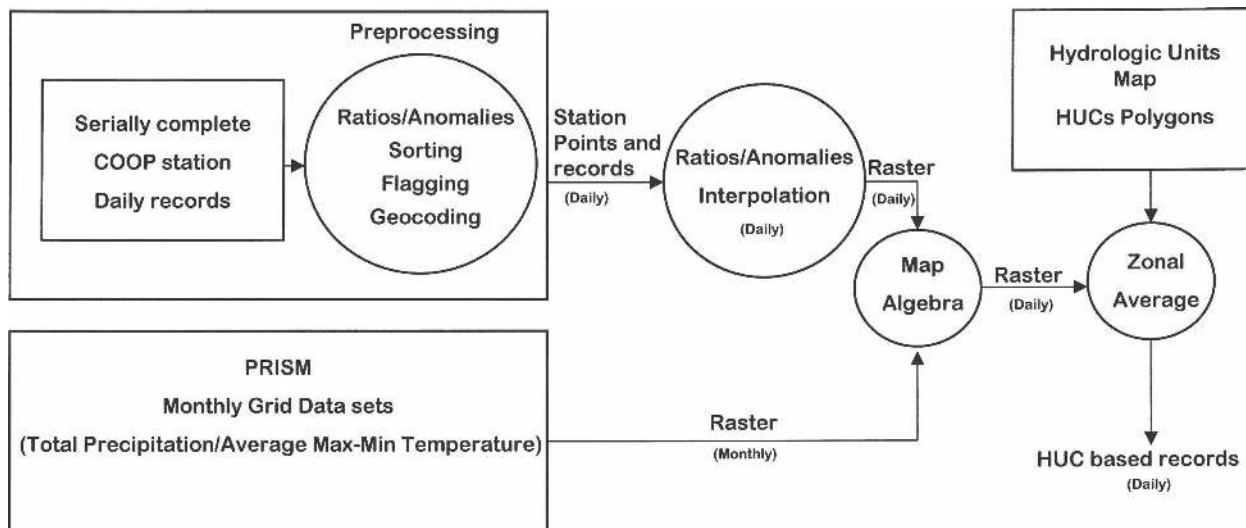 Preprocessing
Serially complete
COOP station
Daily records
Ratios/Anomalies
Sorting
Flagging
Geocoding
Station
Points and
records
(Daily)
Ratios/Anomalies
Interpolation
(Daily)
Raster
(Daily)
Map
Algebra
Raster
(Daily)
Hydrologic Units
Map
HUCs Polygons
Zonal
Average
HUC based records
(Daily)
PRISM
Monthly Grid Data sets
(Total Precipitation/Average Max-Min Temperature)
Raster
(Monthly)